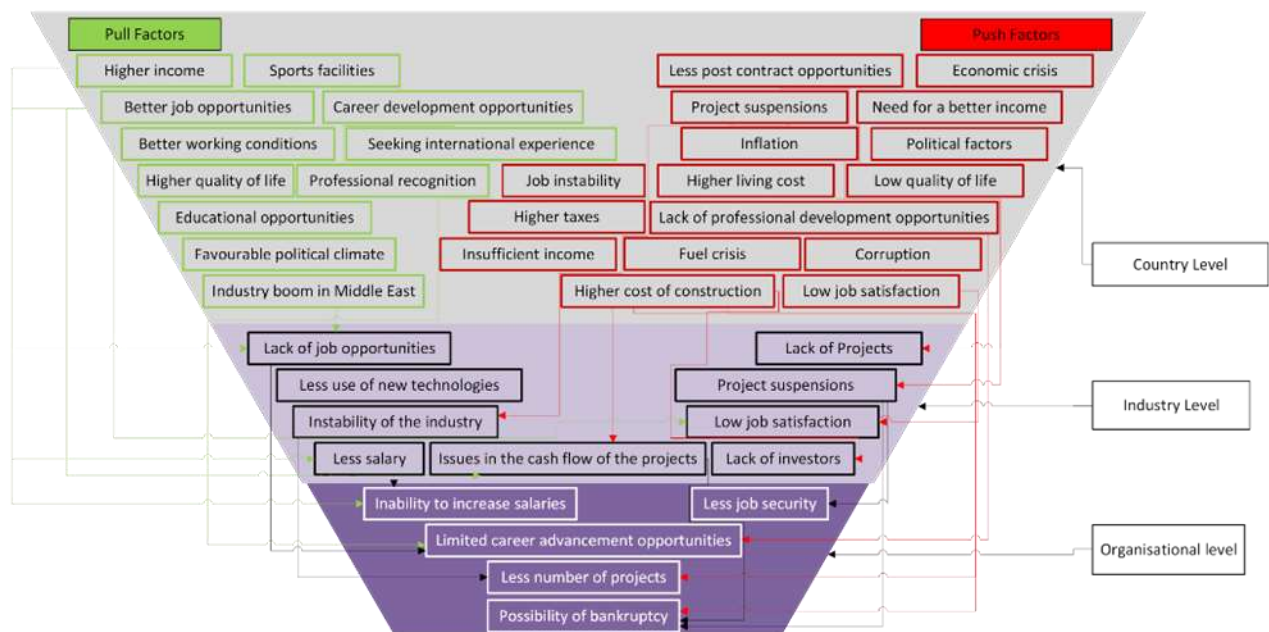 Pull Factors
Push Factors
Higher income
Sports facilities
Less post contract opportunities
Economic crisis
Better job opportunities
Career development opportunities
Project suspensions
Need for a better income
Better working conditions
Seeking international experience
Inflation
Political factors
Higher quality of life
Professional recognition
Job instability
Higher living cost
Low quality of life
Educational opportunities
Higher taxes
Lack of professional development opportunities
Favourable political climate
Insufficient income
Fuel crisis
Corruption
Country Level
Industry boom in Middle East
Higher cost of construction
Low job satisfaction
Lack of job opportunities
Lack of Projects
Less use of new technologies
Project suspensions
Industry Level
Instability of the industry
Low job satisfaction
Less salary
Issues in the cash flow of the projects
Lack of investors
Inability to increase salaries
Less job security
Limited career advancement opportunities
Organisational level
Less number of projects
Possibility of bankruptcy